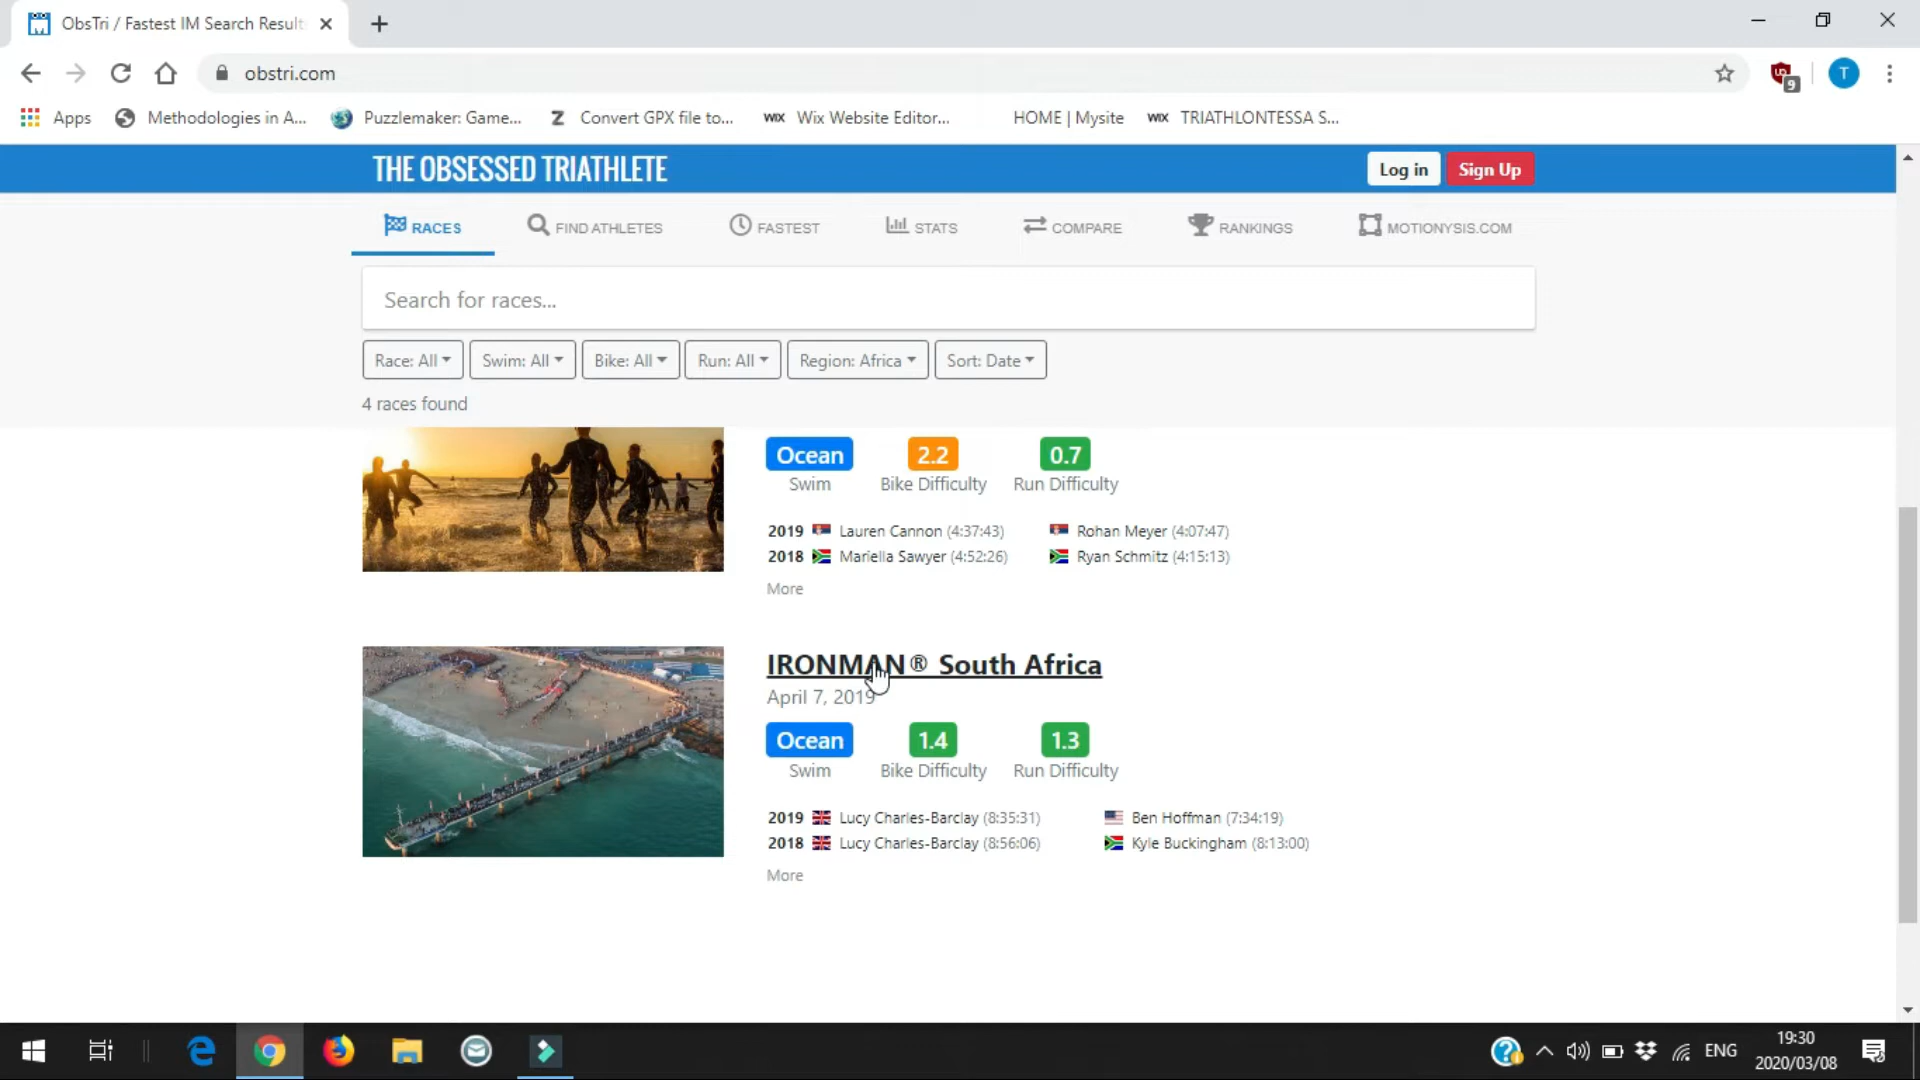 ObsTri / Fastest IM Search Result
obstri.com
9
T
Apps
Methodologies in A...
Puzzlemaker: Game...
Z Convert GPX file to...
WIX Wix Website Editor...
HOME | Mysite
WIX TRIATHLONTESSA S...
THE OBSESSED TRIATHLETE
Log in
Sign Up
RACES
FIND ATHLETES
FASTEST
STATS
COMPARE
RANKINGS
MOTIONYSIS.COM
Search for races...
Race: All
Swim: All
Bike: All
Run: All
Region: Africa
Sort: Date
4 races found
Ocean 2.2 0.7
Swim Bike Difficulty Run Difficulty
2019 Lauren Cannon (4:37:43) Rohan Meyer (4:07:47)
2018 Mariella Sawyer (4:52:26) Ryan Schmitz (4:15:13)
More
IRONMAN® South Africa
April 7, 2019
Ocean 1.4 1.3
Swim Bike Difficulty Run Difficulty
2019 Lucy Charles-Barclay (8:35:31) Ben Hoffman (7:34:19)
2018 Lucy Charles-Barclay (8:56:06) Kyle Buckingham (8:13:00)
More
ENG
19:30
2020/03/08